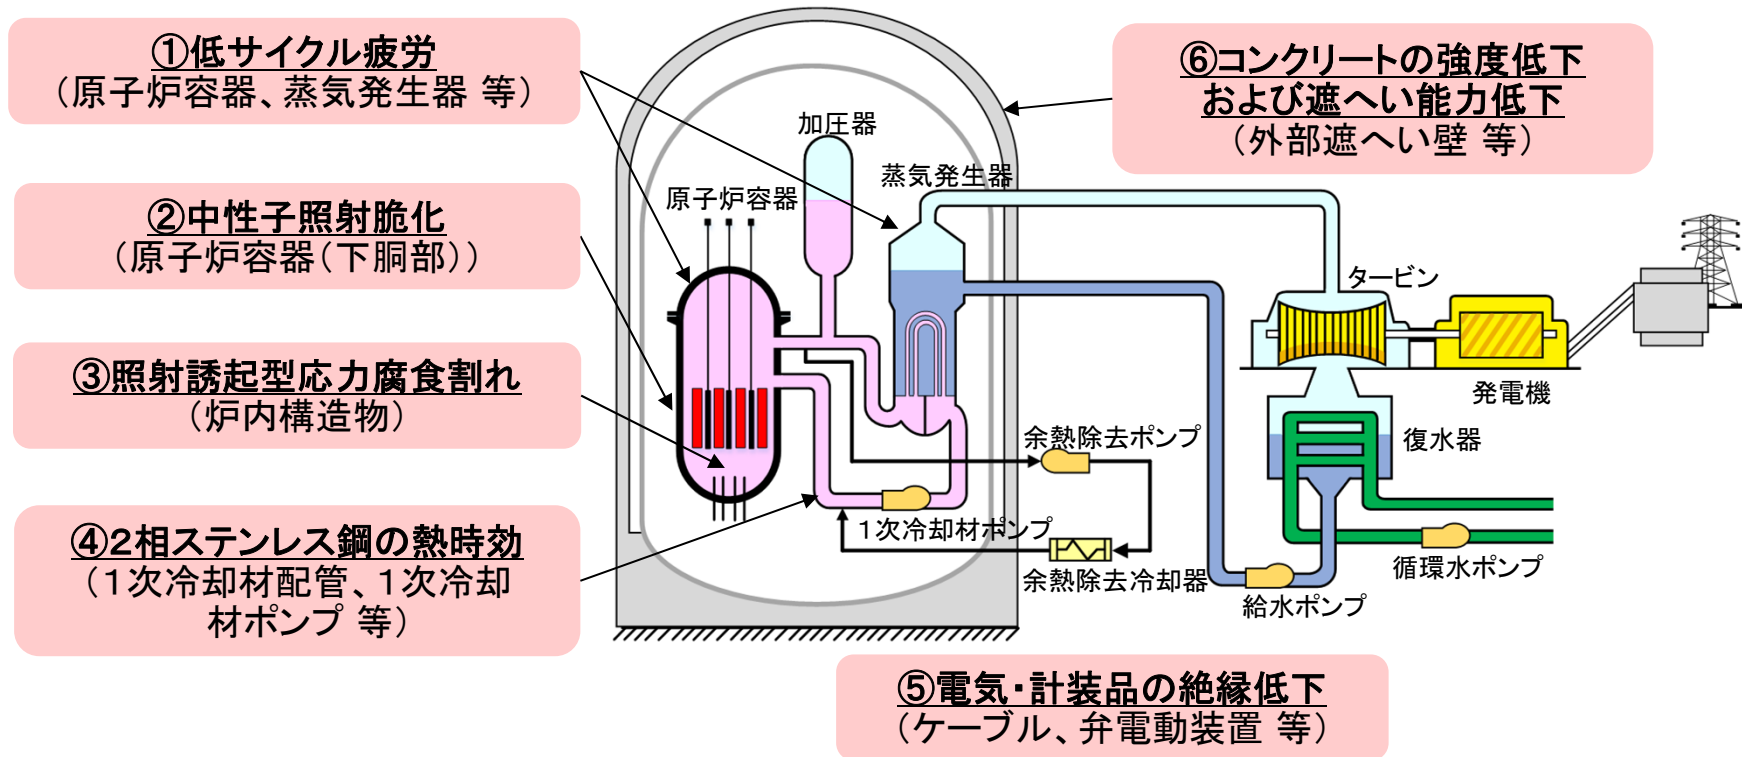 ①低サイクル疲労
（原子炉容器、蒸気発生器 等）
②中性子照射脆化
（原子炉容器（下胴部））
③照射誘起型応力腐食割れ
（炉内構造物）
④２相ステンレス鋼の熱時効
（１次冷却材配管、１次冷却
材ポンプ 等）
⑥コンクリートの強度低下
および遮へい能力低下
（外部遮へい壁 等）
加圧器
蒸気発生器
原子炉容器
タービン
発電機
復水器
余熱除去ポンプ
１次冷却材ポンプ
余熱除去冷却器
循環水ポンプ
給水ポンプ
⑤電気・計装品の絶縁低下
（ケーブル、弁電動装置 等）